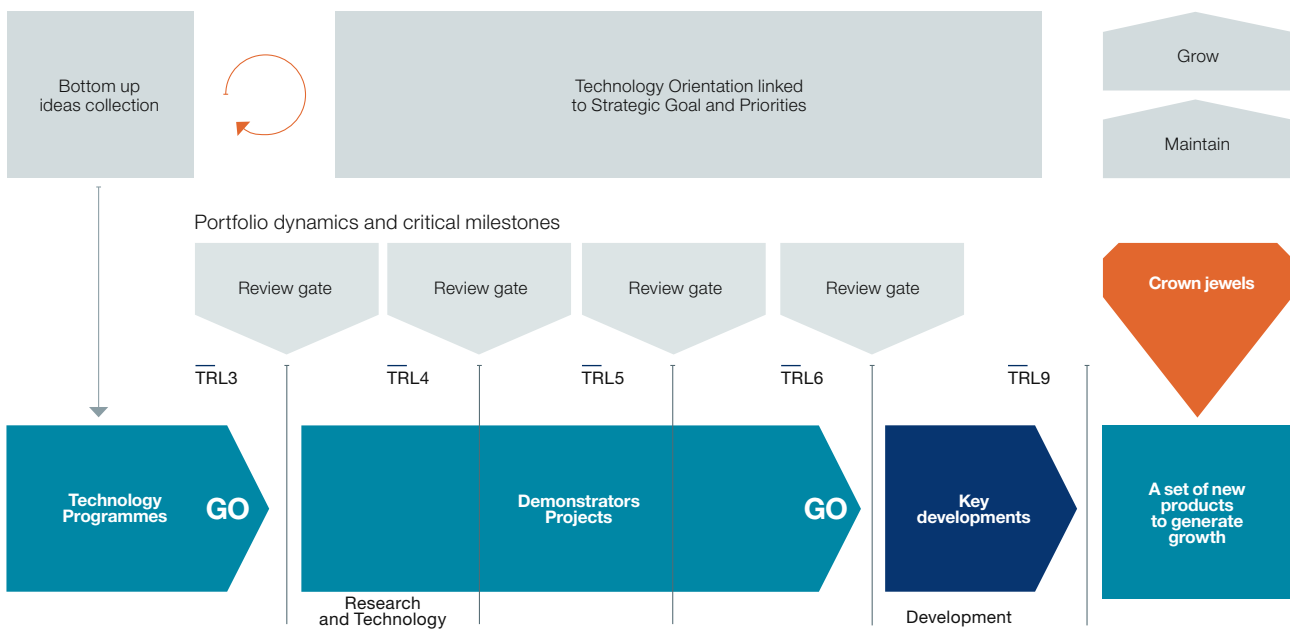 Bottom up
ideas collection
Technology Orientation linked
to Strategic Goal and Priorities
Grow
Maintain
Portfolio dynamics and critical milestones
Review gate
Review gate
Review gate
Review gate
Crown jewels
TRL3
TRL4
TRL5
TRL6
TRL9
Technology
Programmes
GO
Demonstrators
Projects
GO
Key
developments
A set of new
products
to generate
growth
Research
and Technology
Development